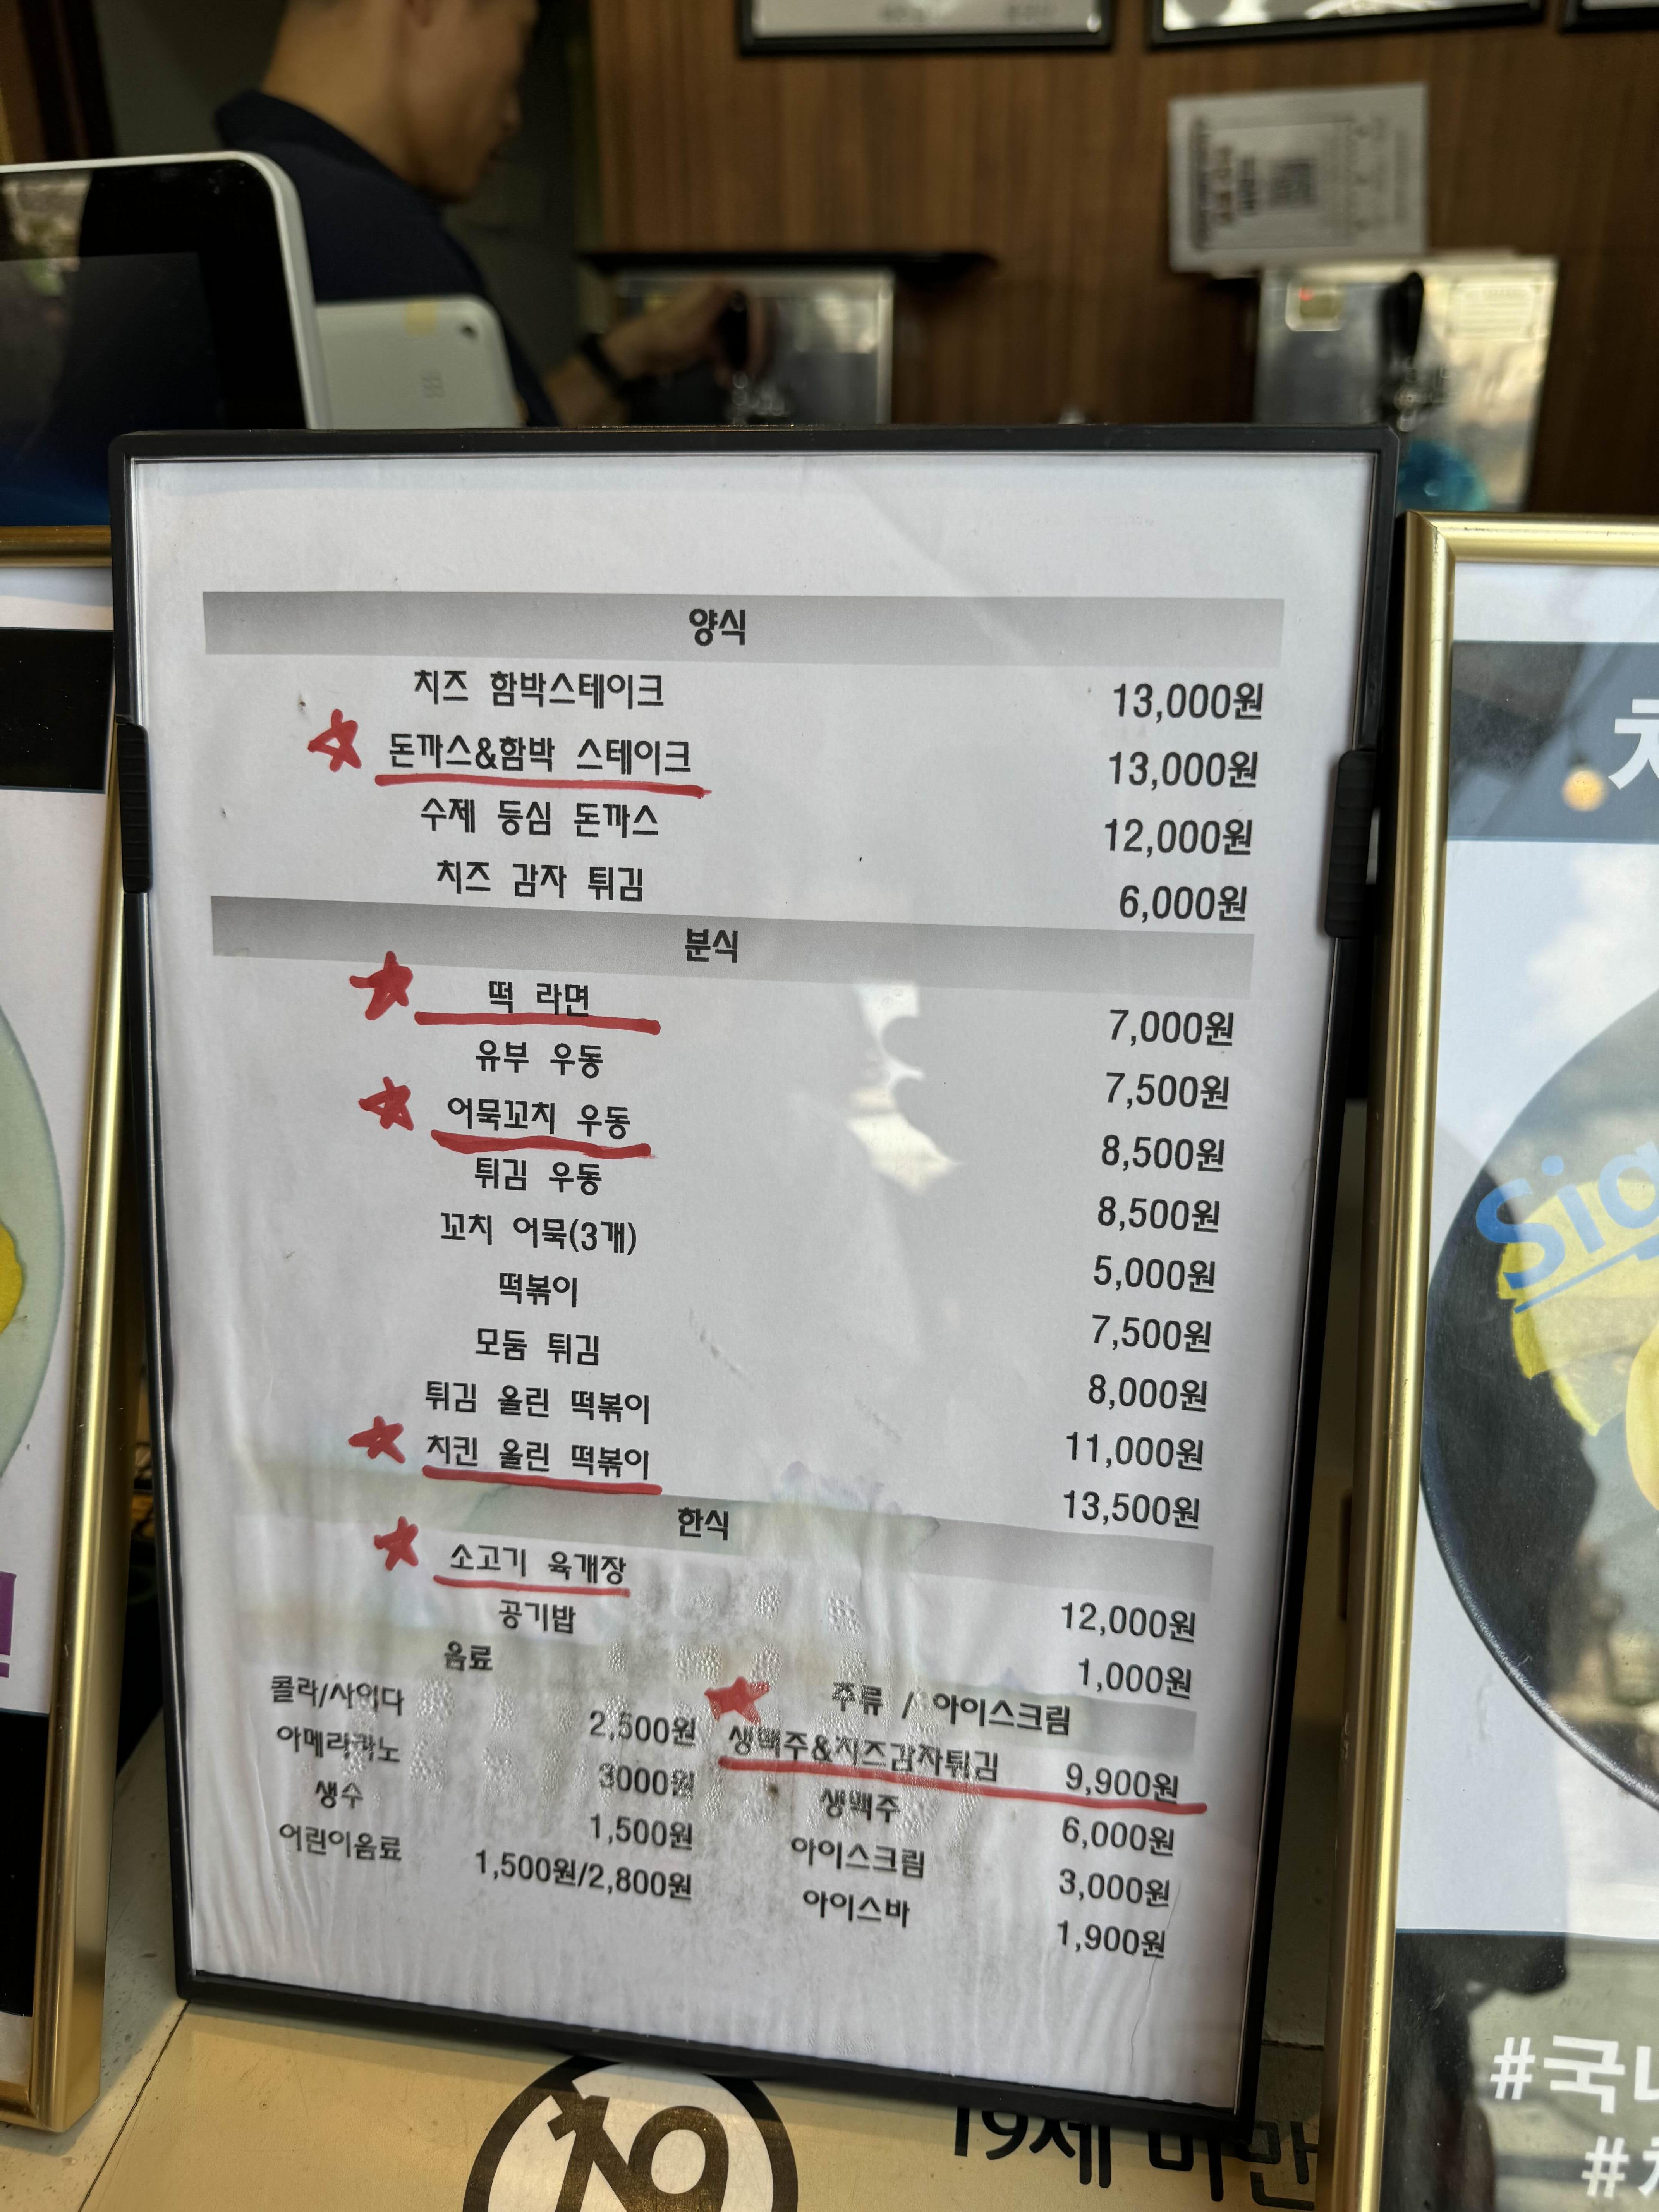 양식
치즈 함박스테이크 13,000원
돈까스&함박 스테이크 13,000원
수제 등심 돈까스 12,000원
치즈 감자 튀김 6,000원
분식
떡 라면 7,000원
유부 우동 7,500원
어묵꼬치 우동 8,500원
튀김 우동 8,500원
꼬치 어묵(3개) 5,000원
떡볶이 7,500원
모둠 튀김 8,000원
튀김 올린 떡볶이 11,000원
치킨 올린 떡볶이 13,500원
한식
소고기 육개장 12,000원
공기밥 1,000원
음료
콜라/사이다 2,500원
아메리카노 3000원
생수 1,500원
어린이음료 1,500원/2,800원
주류 / 아이스크림
생맥주&치즈감자튀김 9,900원
생맥주 6,000원
아이스크림 3,000원
아이스바 1,900원
Sig
#국내
19
19세 미만